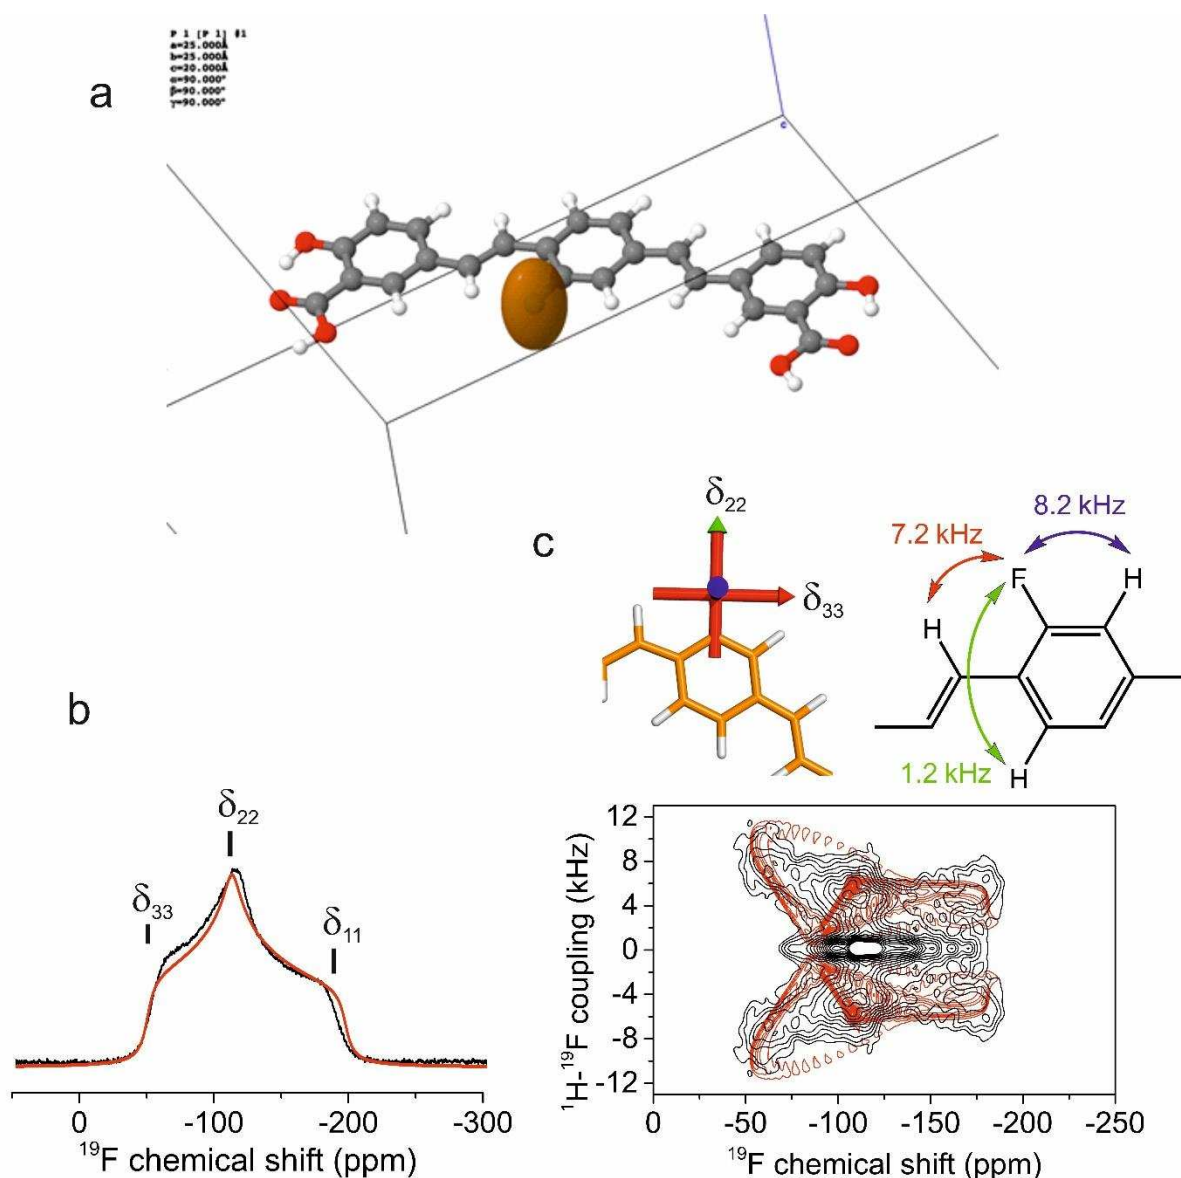 P 1 [P 1] #1
a=25.000Å
b=25.000Å
c=20.000Å
α=90.000°
β=90.000°
γ=90.000°
a
c
c
δ22
δ33
7.2 kHz
8.2 kHz
F
H
H
1.2 kHz
H
b
δ33
δ22
δ11
0
-100
-200
-300
19F chemical shift (ppm)
1H-19F coupling (kHz)
12
8
4
0
-4
-8
-12
0
-50
-100
-150
-200
-250
19F chemical shift (ppm)